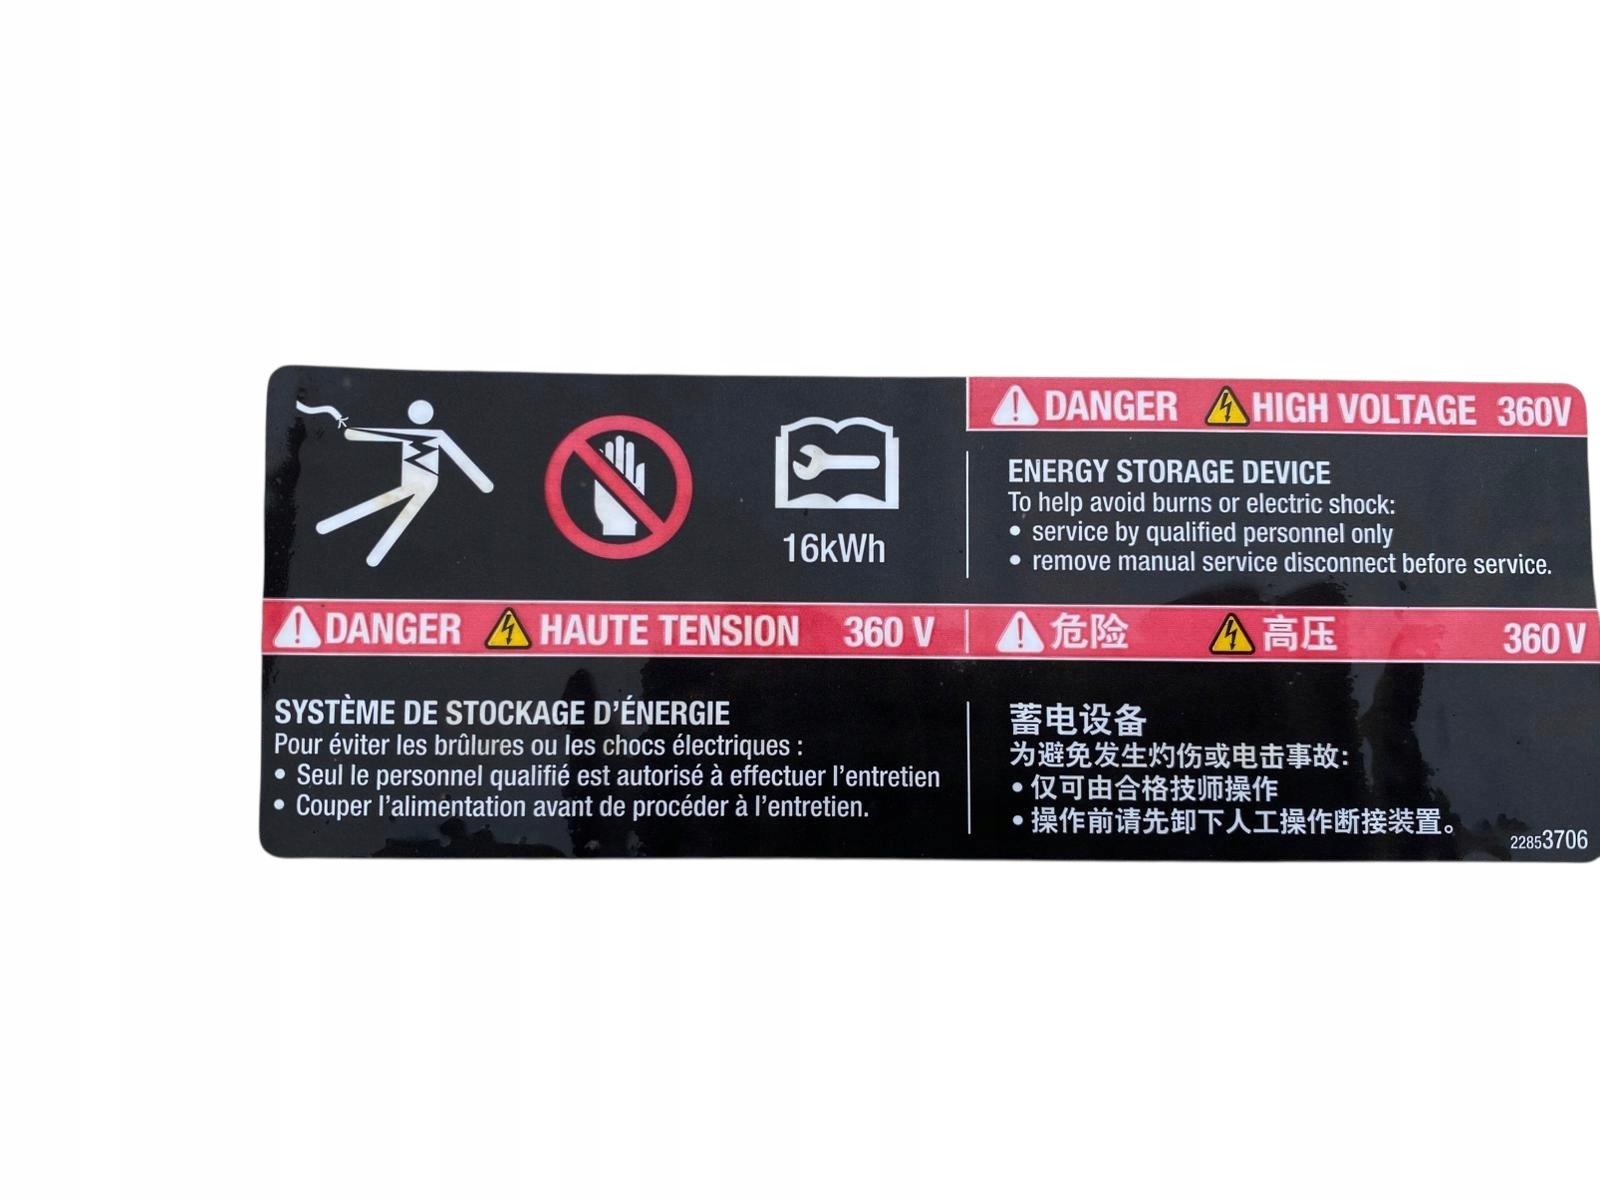 16kWh
DANGER HIGH VOLTAGE 360V
ENERGY STORAGE DEVICE
To help avoid burns or electric shock:
• service by qualified personnel only
• remove manual service disconnect before service.
DANGER HAUTE TENSION 360 V
SYSTÈME DE STOCKAGE D'ÉNERGIE
Pour éviter les brûlures ou les chocs électriques :
• Seul le personnel qualifié est autorisé à effectuer l'entretien
• Couper l'alimentation avant de procéder à l'entretien.
危险 高压 360 V
蓄电设备
为避免发生灼伤或电击事故:
• 仅可由合格技师操作
• 操作前请先卸下人工操作断接装置。
22853706